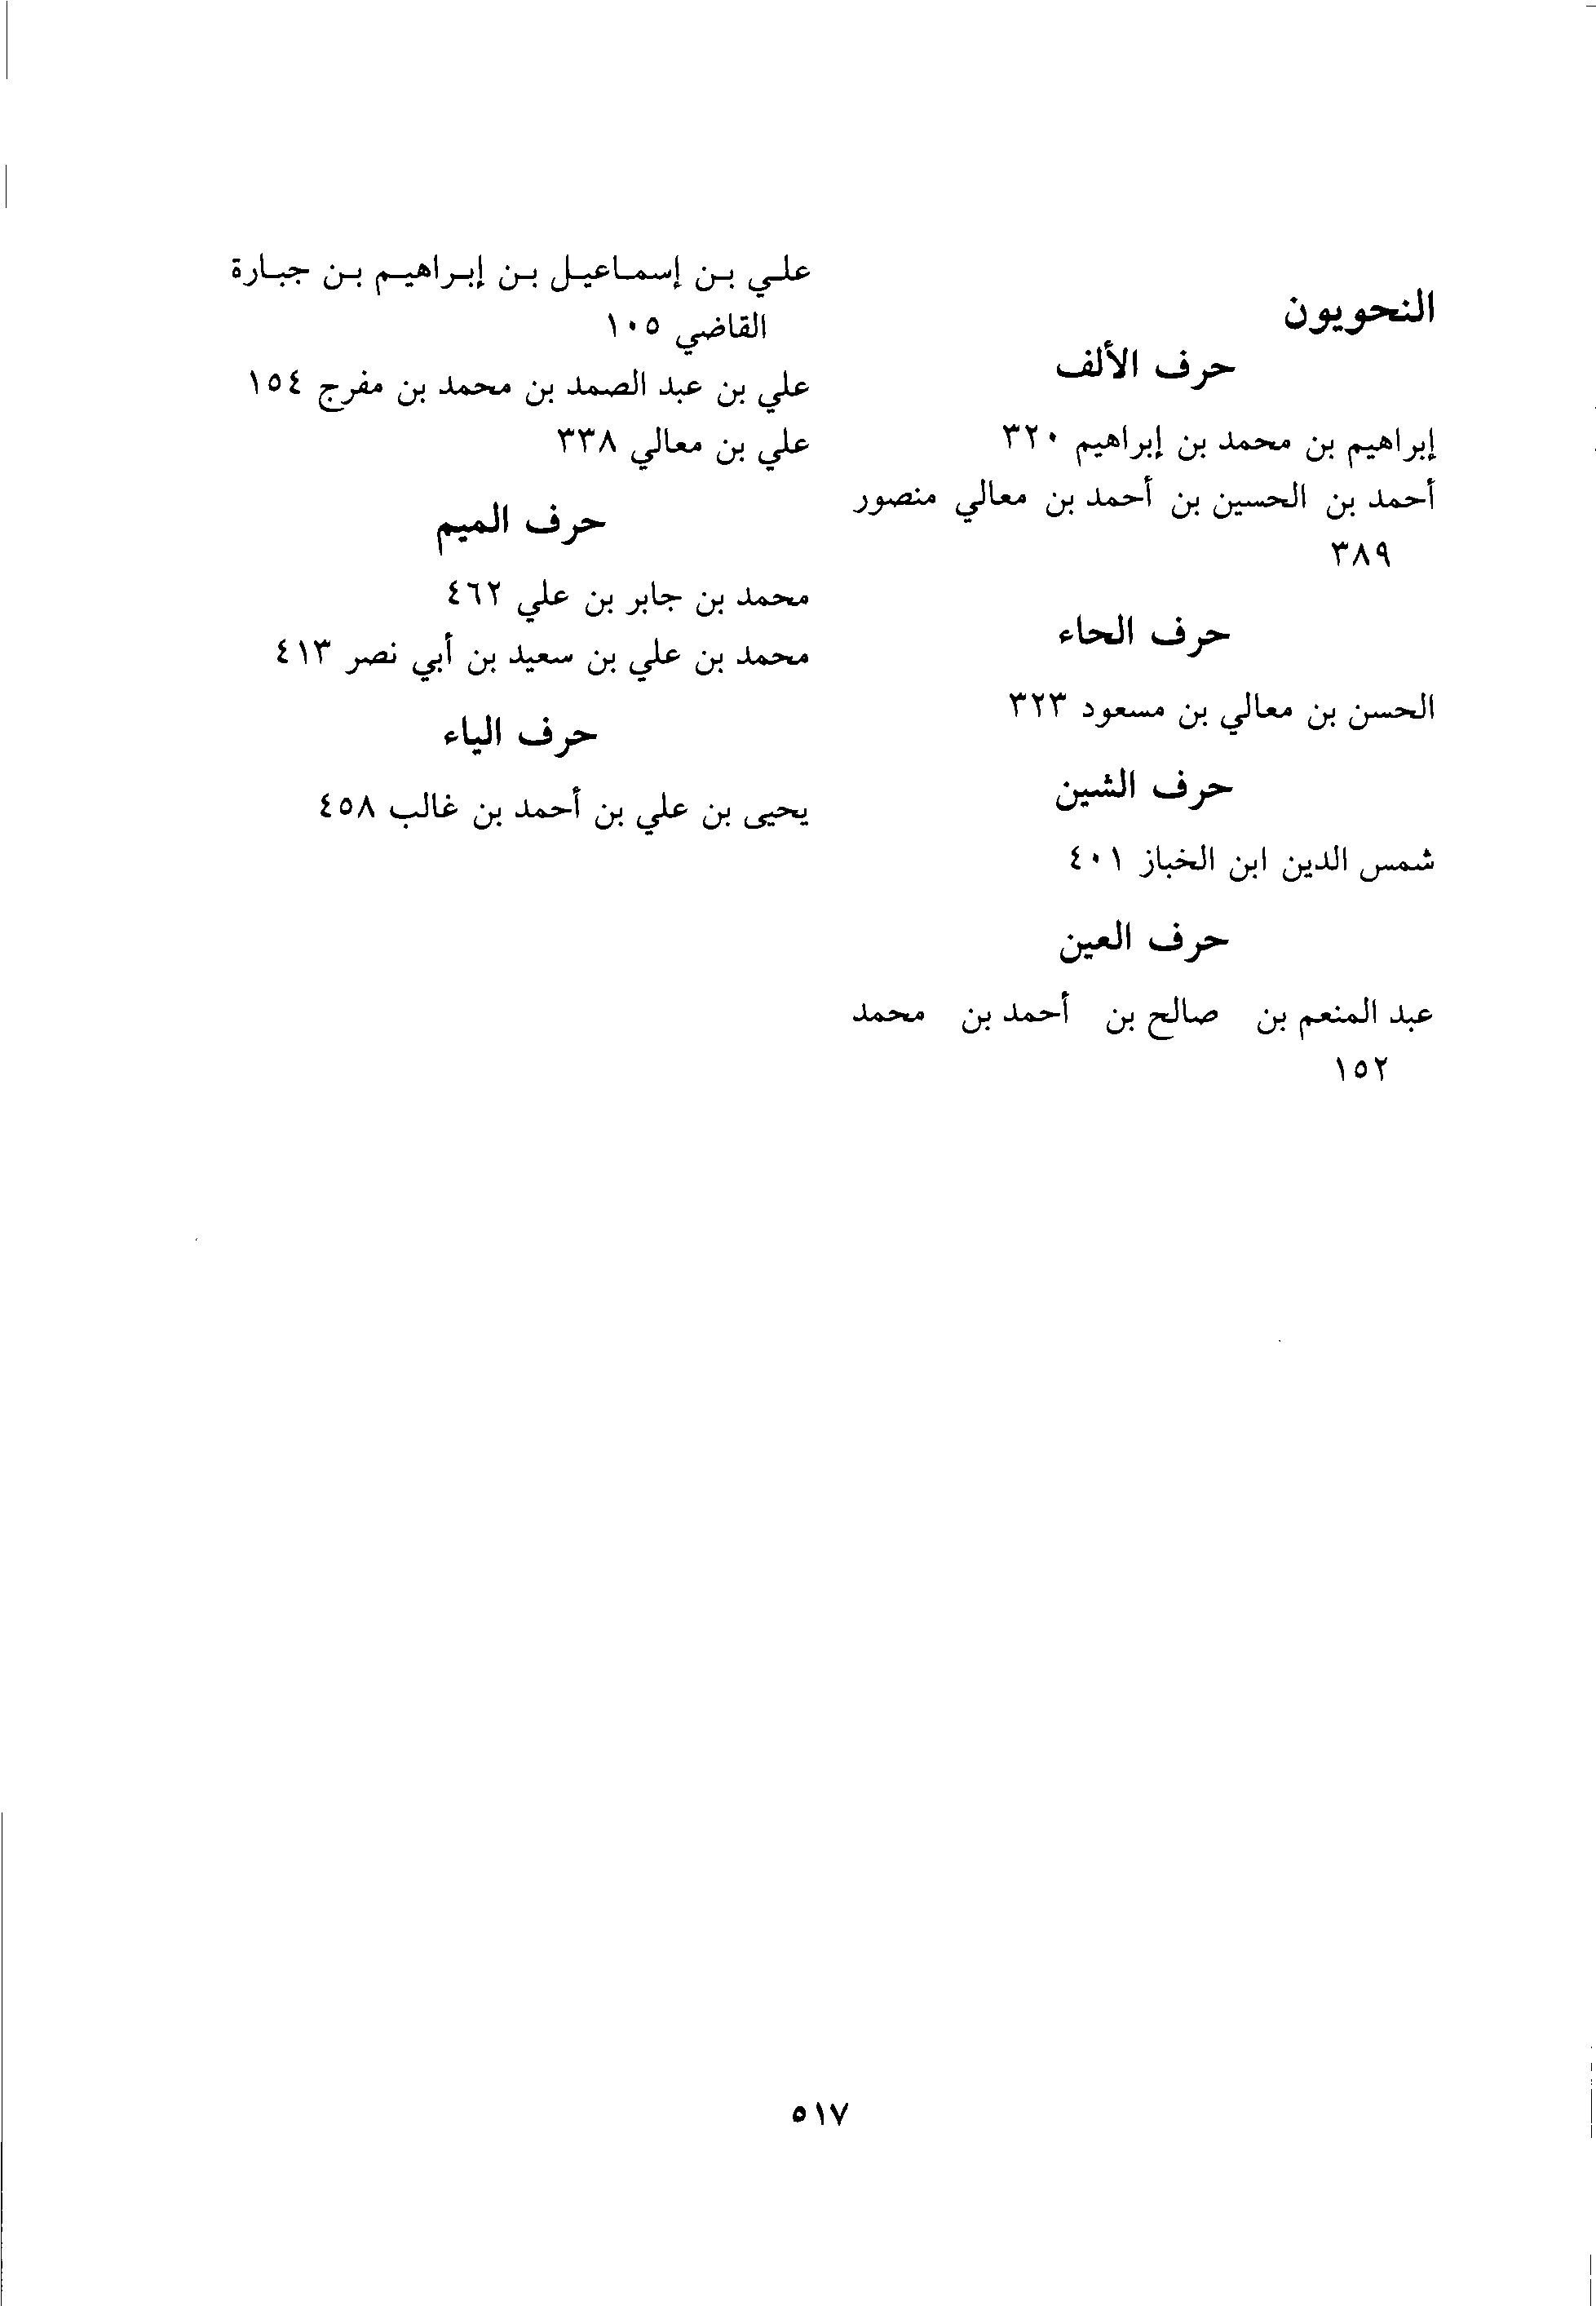 النحويون
حرف الألف
إبراهيم بن محمد بن إبراهيم ٣٢٠
أحمد بن الحسين بن أحمد بن معالي منصور
٣٨٩
حرف الحاء
الحسن بن معالي بن مسعود ٣٢٣
حرف الشين
شمس الدين ابن الخباز ٤٠١
حرف العين
عبد المنعم بن صالح بن أحمد بن محمد
١٥٢
علي بن إسماعيل بن إبراهيم بن جبارة
القاضي ١٠٥
علي بن عبد الصمد بن محمد بن مفرج ١٥٤
علي بن معالي ٣٣٨
حرف الميم
محمد بن جابر بن علي ٤٦٢
محمد بن علي بن سعيد بن أبي نصر ٤١٣
حرف الياء
يحيى بن علي بن أحمد بن غالب ٤٥٨
٥١٧